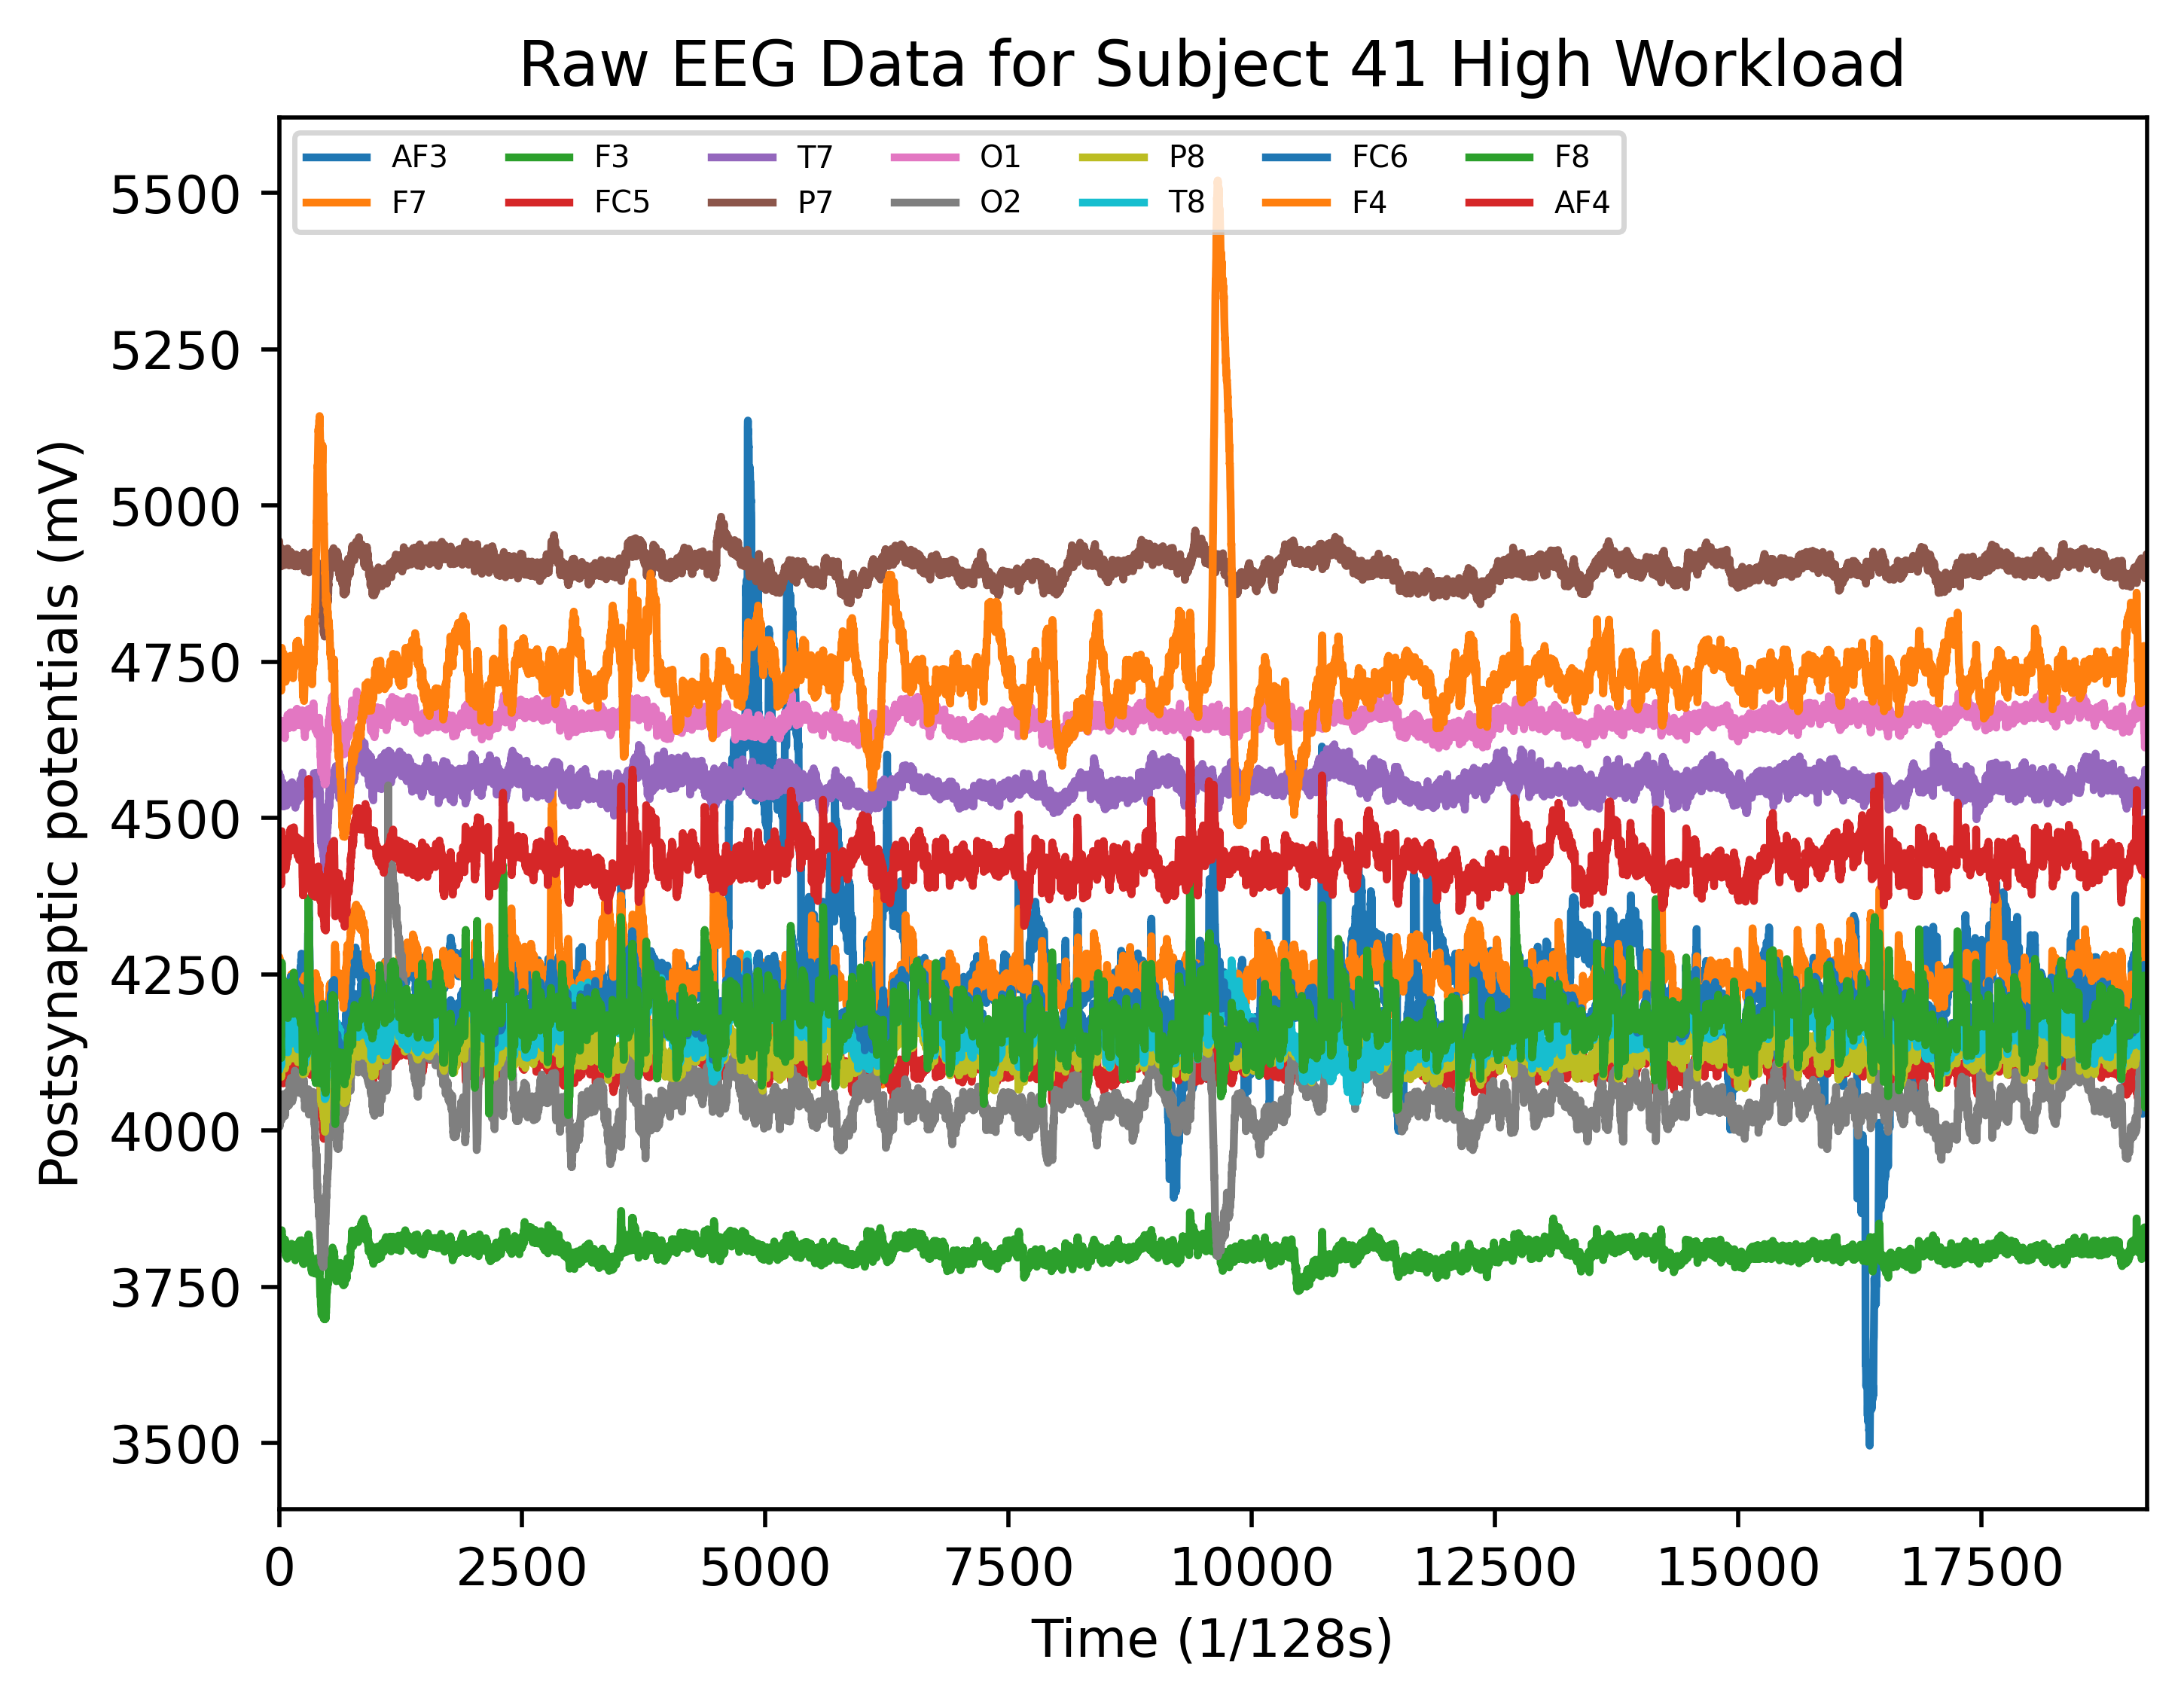 Raw EEG Data for Subject 41 High Workload
AF3 F3 T7 O1 P8 FC6 F8
F7 FC5 P7 O2 T8 F4 AF4
5500
5250
5000
4750
4500
4250
4000
3750
3500
Postsynaptic potentials (mV)
0 2500 5000 7500 10000 12500 15000 17500
Time (1/128s)